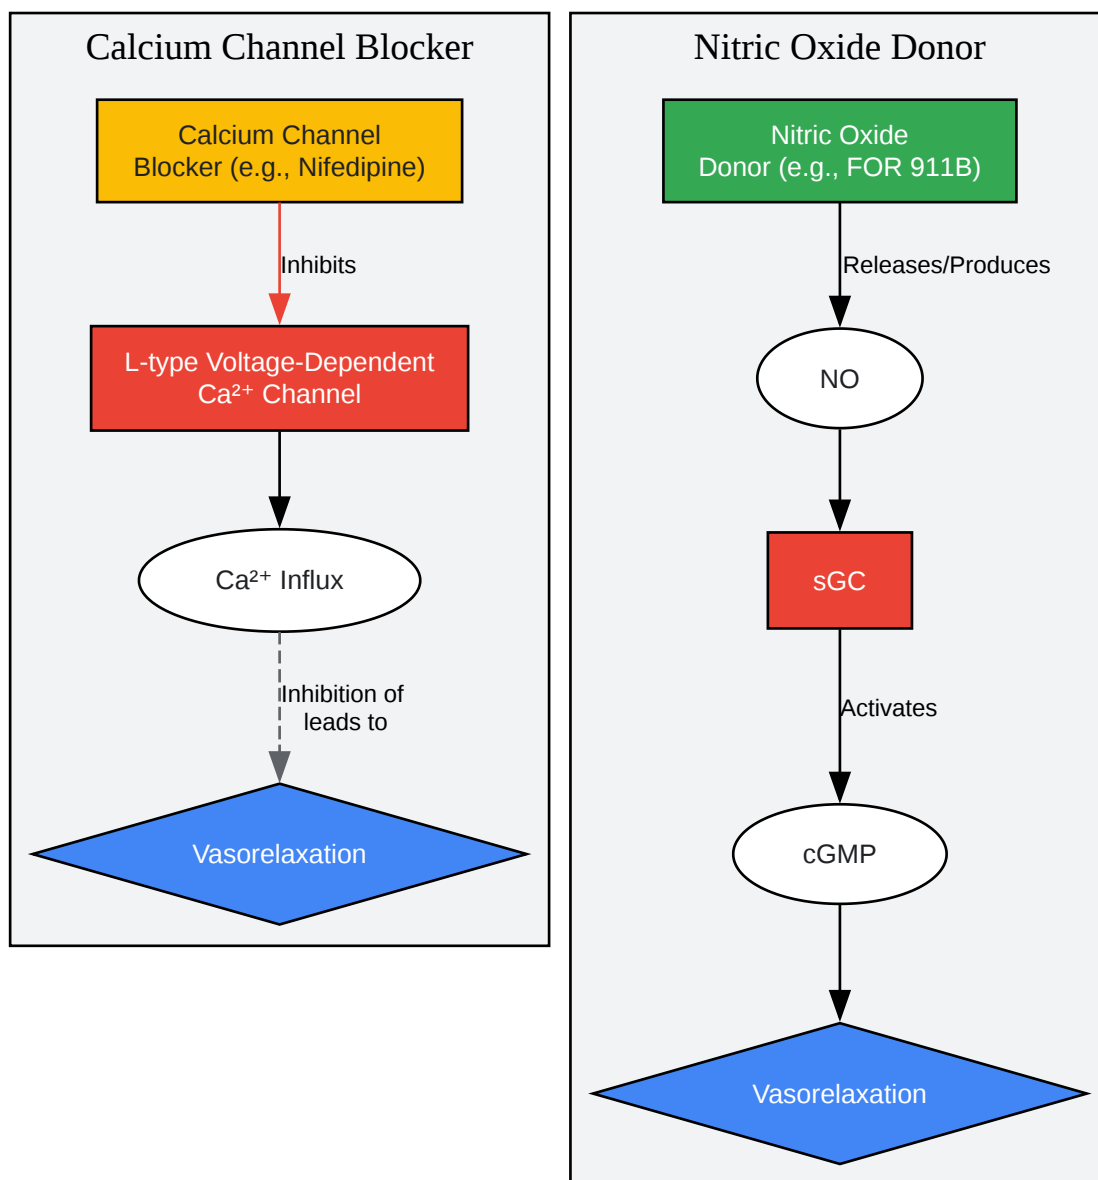 Calcium Channel Blocker
Calcium Channel
Blocker (e.g., Nifedipine)
Inhibits
L-type Voltage-Dependent
Ca²⁺ Channel
Ca²⁺ Influx
Inhibition of
leads to
Vasorelaxation
Nitric Oxide Donor
Nitric Oxide
Donor (e.g., FOR 911B)
Releases/Produces
NO
sGC
Activates
cGMP
Vasorelaxation